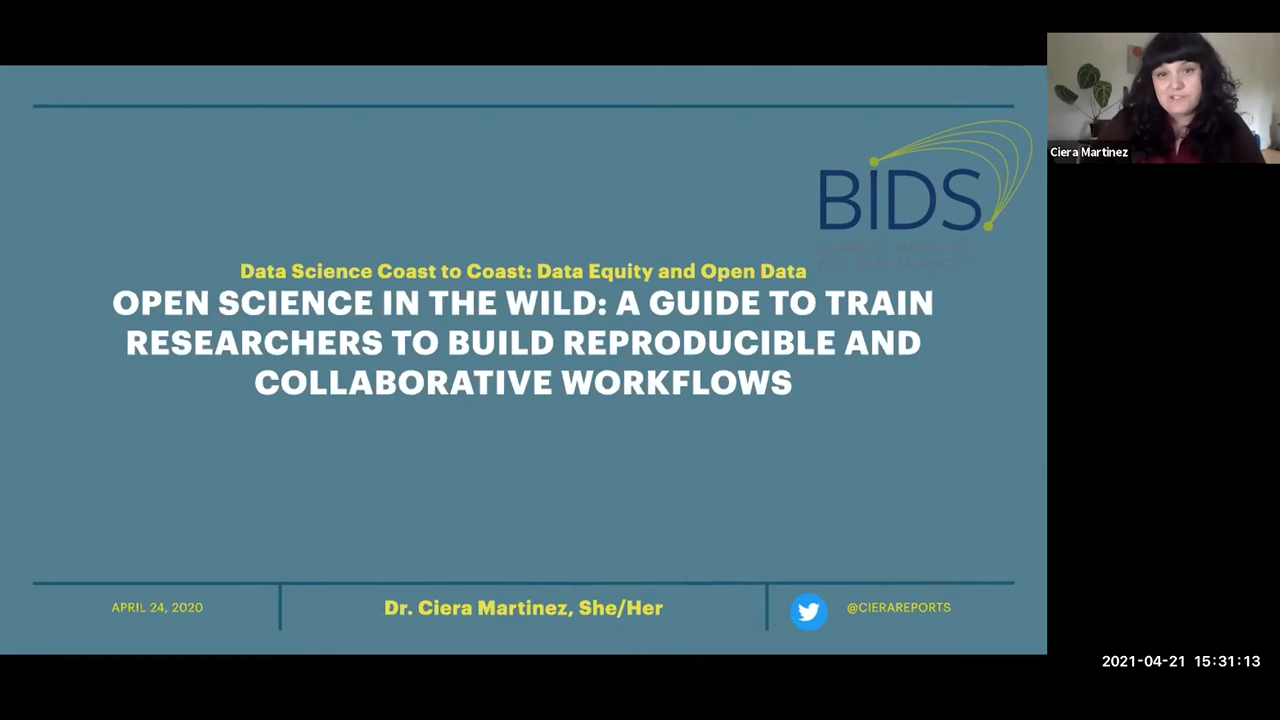 Ciera Martinez
BIDS
Data Science Coast to Coast: Data Equity and Open Data
OPEN SCIENCE IN THE WILD: A GUIDE TO TRAIN
RESEARCHERS TO BUILD REPRODUCIBLE AND
COLLABORATIVE WORKFLOWS
APRIL 24, 2020
Dr. Ciera Martinez, She/Her
@CIERAREPORTS
2021-04-21 15:31:13